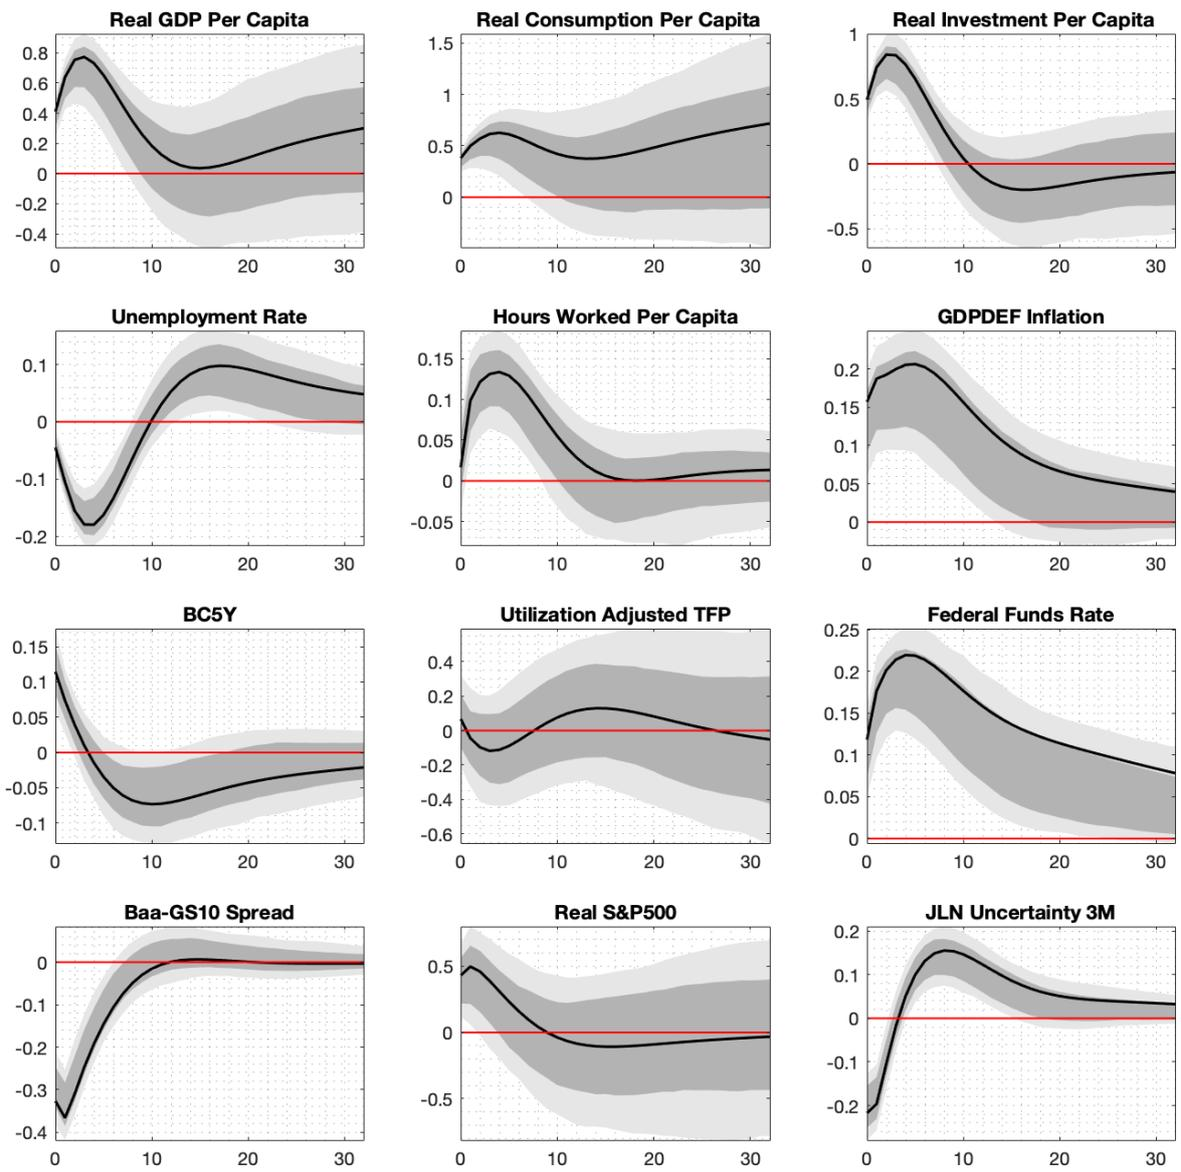 Real GDP Per Capita
0.8
0.6
0.4
0.2
0
-0.2
-0.4
0 10 20 30
Real Consumption Per Capita
1.5
1
0.5
0
0 10 20 30
Real Investment Per Capita
1
0.5
0
-0.5
0 10 20 30
Unemployment Rate
0.1
0
-0.1
-0.2
0 10 20 30
Hours Worked Per Capita
0.15
0.1
0.05
0
-0.05
0 10 20 30
GDPDEF Inflation
0.2
0.15
0.1
0.05
0
0 10 20 30
BC5Y
0.15
0.1
0.05
0
-0.05
-0.1
0 10 20 30
Utilization Adjusted TFP
0.4
0.2
0
-0.2
-0.4
-0.6
0 10 20 30
Federal Funds Rate
0.25
0.2
0.15
0.1
0.05
0
0 10 20 30
Baa-GS10 Spread
0
-0.1
-0.2
-0.3
-0.4
0 10 20 30
Real S&P500
0.5
0
-0.5
0 10 20 30
JLN Uncertainty 3M
0.2
0.1
0
-0.1
-0.2
0 10 20 30